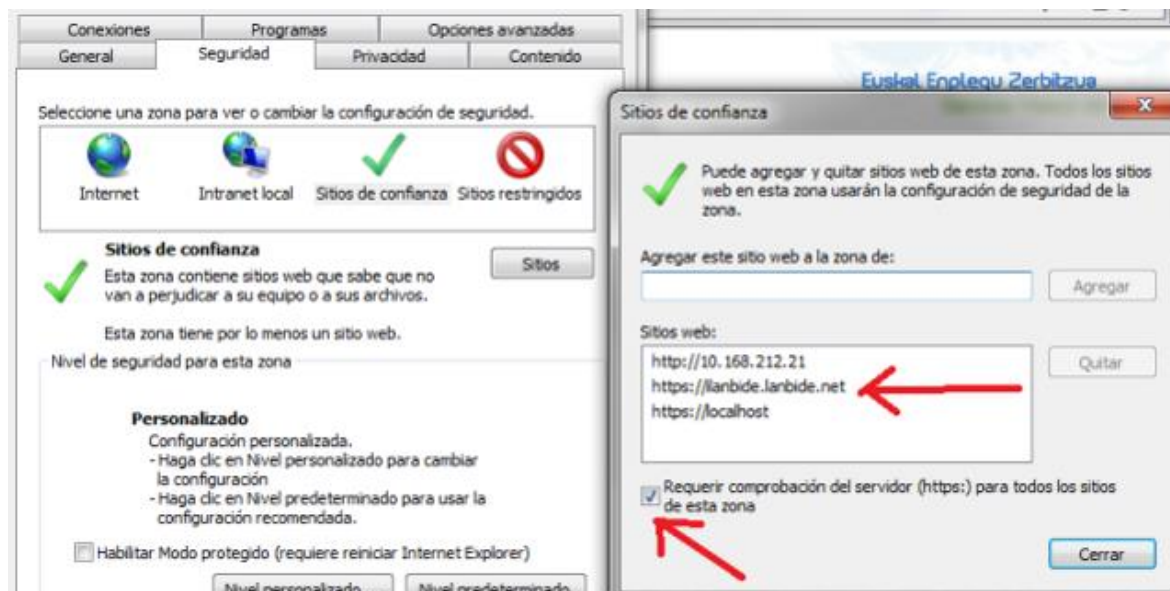 Conexiones Programas Opciones avanzadas
General Seguridad Privacidad Contenido
Seleccione una zona para ver o cambiar la configuración de seguridad.
Internet Intranet local Sitios de confianza Sitios restringidos
Sitios de confianza
Esta zona contiene sitios web que sabe que no
van a perjudicar a su equipo o a sus archivos.
Sitios
Esta zona tiene por lo menos un sitio web.
Nivel de seguridad para esta zona
Personalizado
Configuración personalizada.
- Haga clic en Nivel personalizado para cambiar
la configuración
- Haga clic en Nivel predeterminado para usar la
configuración recomendada.
Habilitar Modo protegido (requiere reiniciar Internet Explorer)
Nivel personalizado... Nivel predeterminado
Euskal Enplegu Zerbitzua
Sitios de confianza
Puede agregar y quitar sitios web de esta zona. Todos los sitios
web en esta zona usarán la configuración de seguridad de la
zona.
Agregar este sitio web a la zona de:
Agregar
Sitios web:
http://10.168.212.21
https://ilanbide.lanbide.net
https://localhost
Quitar
Requerir comprobación del servidor (https:) para todos los sitios
de esta zona
Cerrar